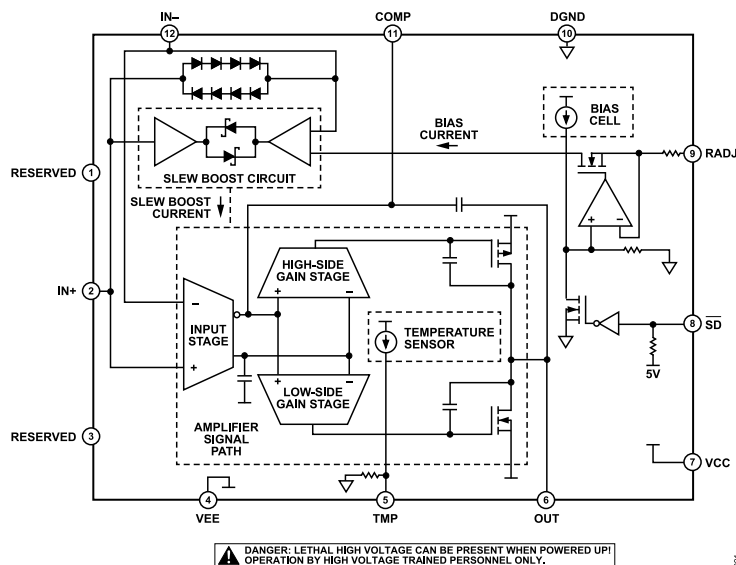 IN–
COMP
DGND
12
11
10
BIAS
CELL
BIAS
CURRENT
9
RADJ
RESERVED
1
SLEW BOOST CIRCUIT
SLEW BOOST
CURRENT
+
–
HIGH-SIDE
GAIN STAGE
+
–
IN+
2
–
INPUT
STAGE
+
TEMPERATURE
SENSOR
8
SD
5V
+
–
LOW-SIDE
GAIN STAGE
AMPLIFIER
SIGNAL
PATH
RESERVED
3
7
VCC
4
5
6
VEE
TMP
OUT
DANGER: LETHAL HIGH VOLTAGE CAN BE PRESENT WHEN POWERED UP!
OPERATION BY HIGH VOLTAGE TRAINED PERSONNEL ONLY.